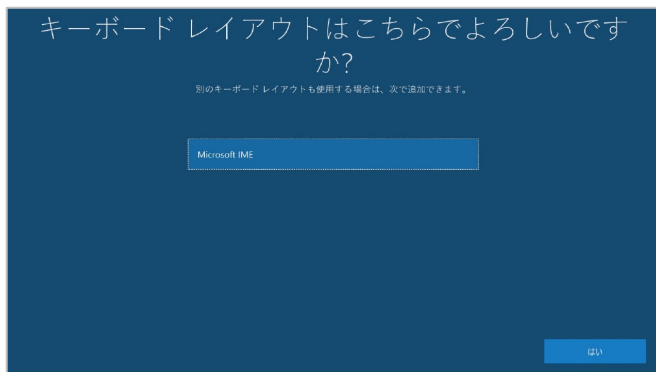 キーボード レイアウトはこちらでよろしいです
か?
別のキーボード レイアウトも使用する場合は、次で追加できます。
Microsoft IME
はい